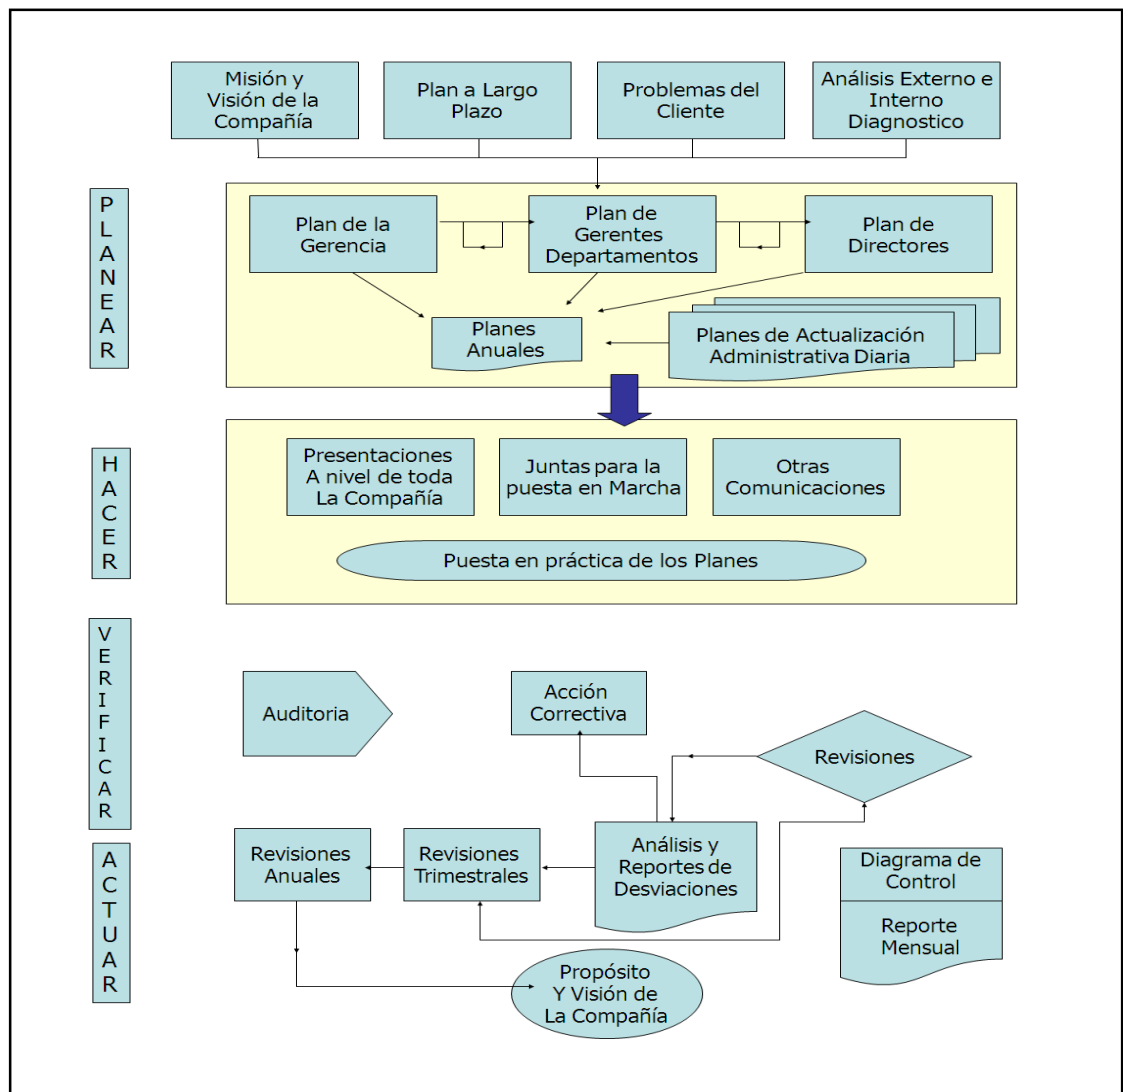 Misión y
Visión de la
Compañía
Plan a Largo
Plazo
Problemas del
Cliente
Análisis Externo e
Interno
Diagnostico
P
L
A
N
E
A
R
Plan de la
Gerencia
Plan de
Gerentes
Departamentos
Plan de
Directores
Planes
Anuales
Planes de Actualización
Administrativa Diaria
H
A
C
E
R
Presentaciones
A nivel de toda
La Compañía
Juntas para la
puesta en Marcha
Otras
Comunicaciones
Puesta en práctica de los Planes
V
E
R
I
F
I
C
A
R
Auditoria
Acción
Correctiva
Revisiones
A
C
T
U
A
R
Revisiones
Anuales
Revisiones
Trimestrales
Análisis y
Reportes de
Desviaciones
Diagrama de
Control
Reporte
Mensual
Propósito
Y Visión de
La Compañía